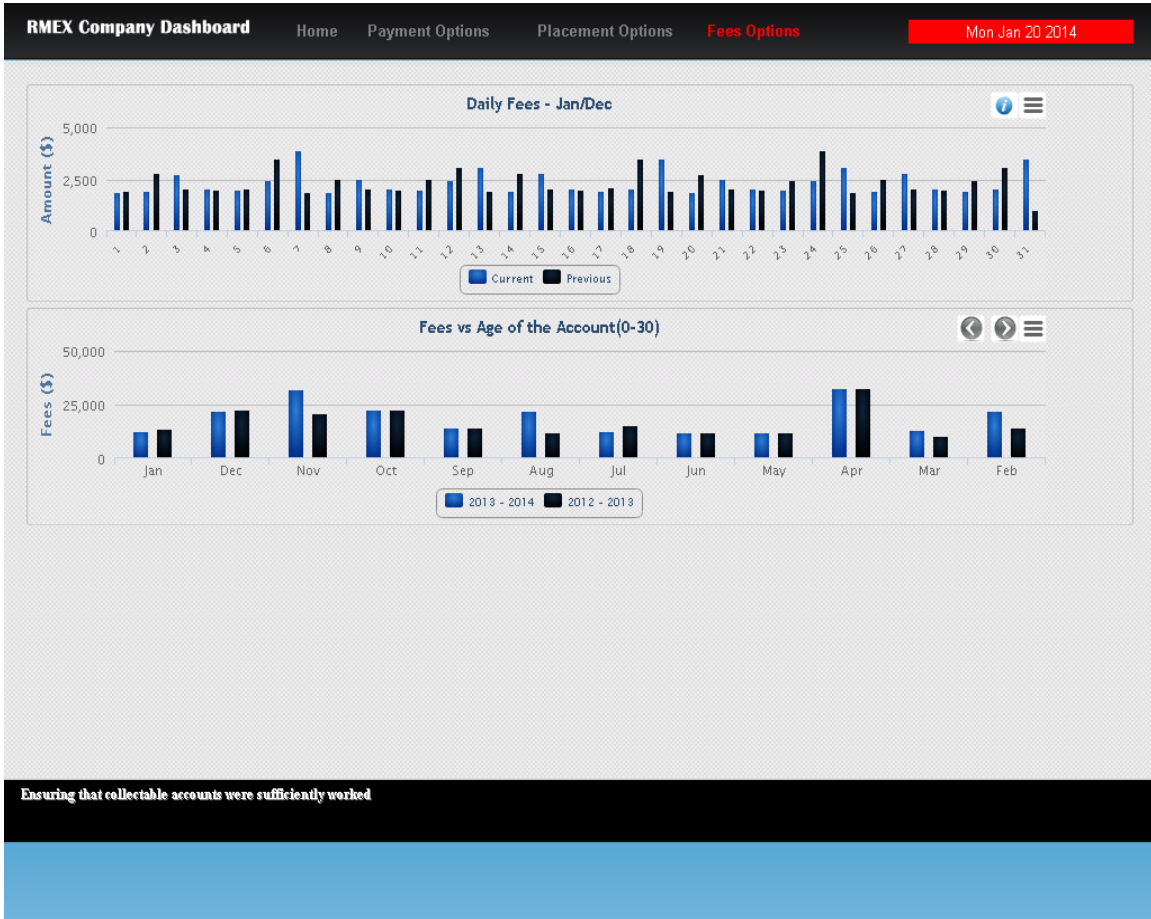 RMEX Company Dashboard Home Payment Options Placement Options Fees Options Mon Jan 20 2014
Daily Fees - Jan/Dec
Amount ($)
5,000
2,500
0
1 2 3 4 5 6 7 8 9 10 11 12 13 14 15 16 17 18 19 20 21 22 23 24 25 26 27 28 29 30 31
Current Previous
Fees vs Age of the Account(0-30)
Fees ($)
50,000
25,000
0
Jan Dec Nov Oct Sep Aug Jul Jun May Apr Mar Feb
2013 - 2014 2012 - 2013
Ensuring that collectable accounts were sufficiently worked